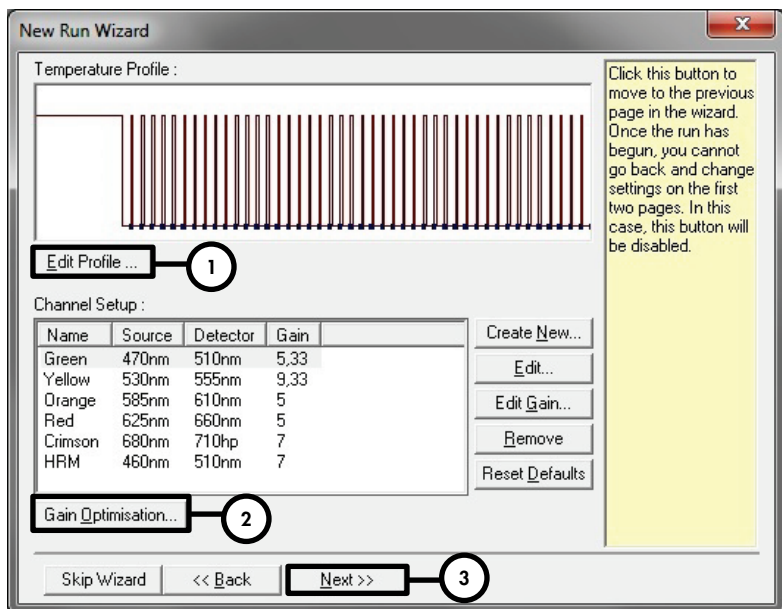 New Run Wizard
Temperature Profile :
Edit Profile ...
1
Channel Setup :
Name Source Detector Gain
Green 470nm 510nm 5,33
Yellow 530nm 555nm 9,33
Orange 585nm 610nm 5
Red 625nm 660nm 5
Crimson 680nm 710hp 7
HRM 460nm 510nm 7
Create New...
Edit...
Edit Gain...
Remove
Reset Defaults
Gain Optimisation...
2
Skip Wizard
<< Back
Next >>
3
Click this button to
move to the previous
page in the wizard.
Once the run has
begun, you cannot
go back and change
settings on the first
two pages. In this
case, this button will
be disabled.